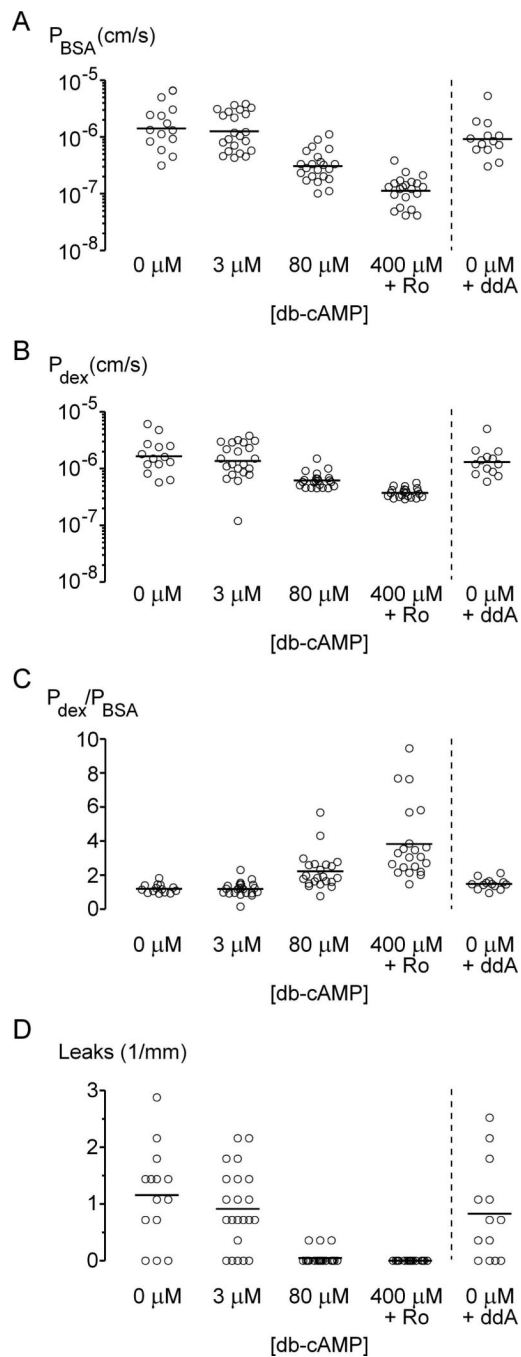 A
P_BSA (cm/s)
10^-5
10^-6
10^-7
10^-8
0 μM 3 μM 80 μM 400 μM 0 μM
+ Ro + ddA
[db-cAMP]
B
P_dex (cm/s)
10^-5
10^-6
10^-7
10^-8
0 μM 3 μM 80 μM 400 μM 0 μM
+ Ro + ddA
[db-cAMP]
C
P_dex/P_BSA
10
8
6
4
2
0
0 μM 3 μM 80 μM 400 μM 0 μM
+ Ro + ddA
[db-cAMP]
D
Leaks (1/mm)
3
2
1
0
0 μM 3 μM 80 μM 400 μM 0 μM
+ Ro + ddA
[db-cAMP]